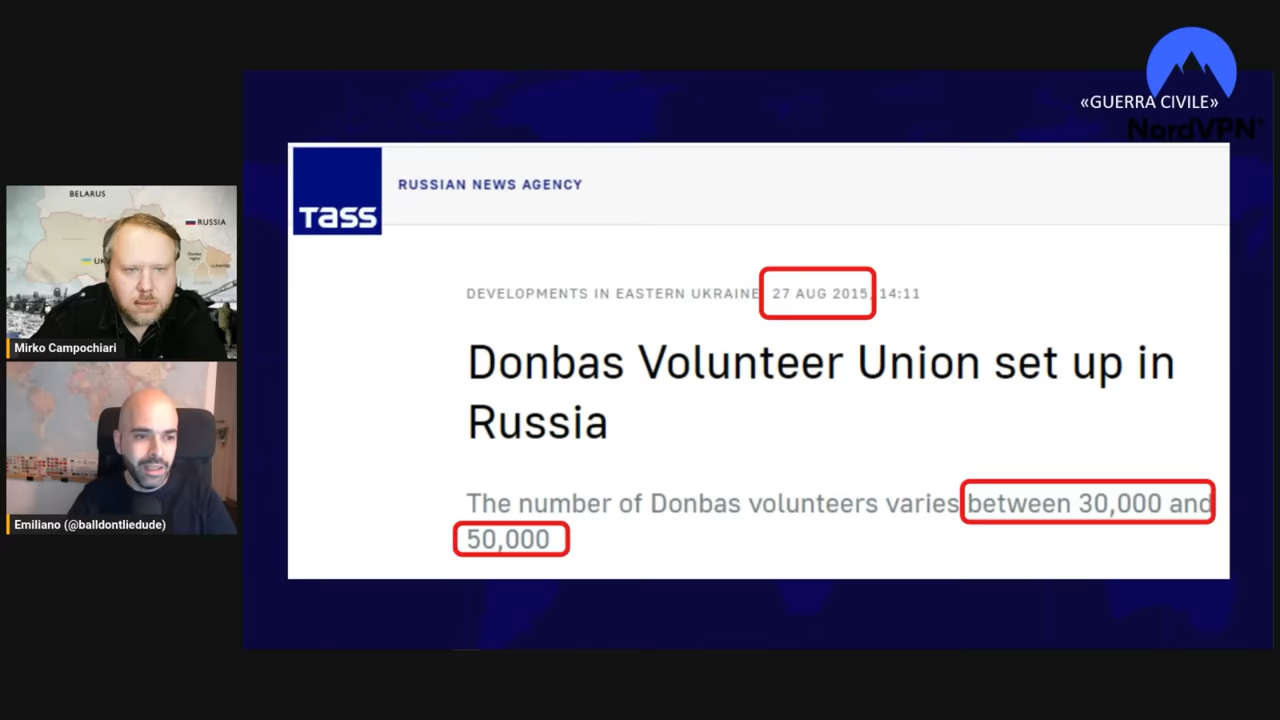 «GUERRA CIVILE»
NordVPN®
TASS
RUSSIAN NEWS AGENCY
DEVELOPMENTS IN EASTERN UKRAINE 27 AUG 2015, 14:11
Donbas Volunteer Union set up in
Russia
The number of Donbas volunteers varies between 30,000 and
50,000
BELARUS
RUSSIA
UK
Mirko Campochiari
Emiliano (@balldontliedude)